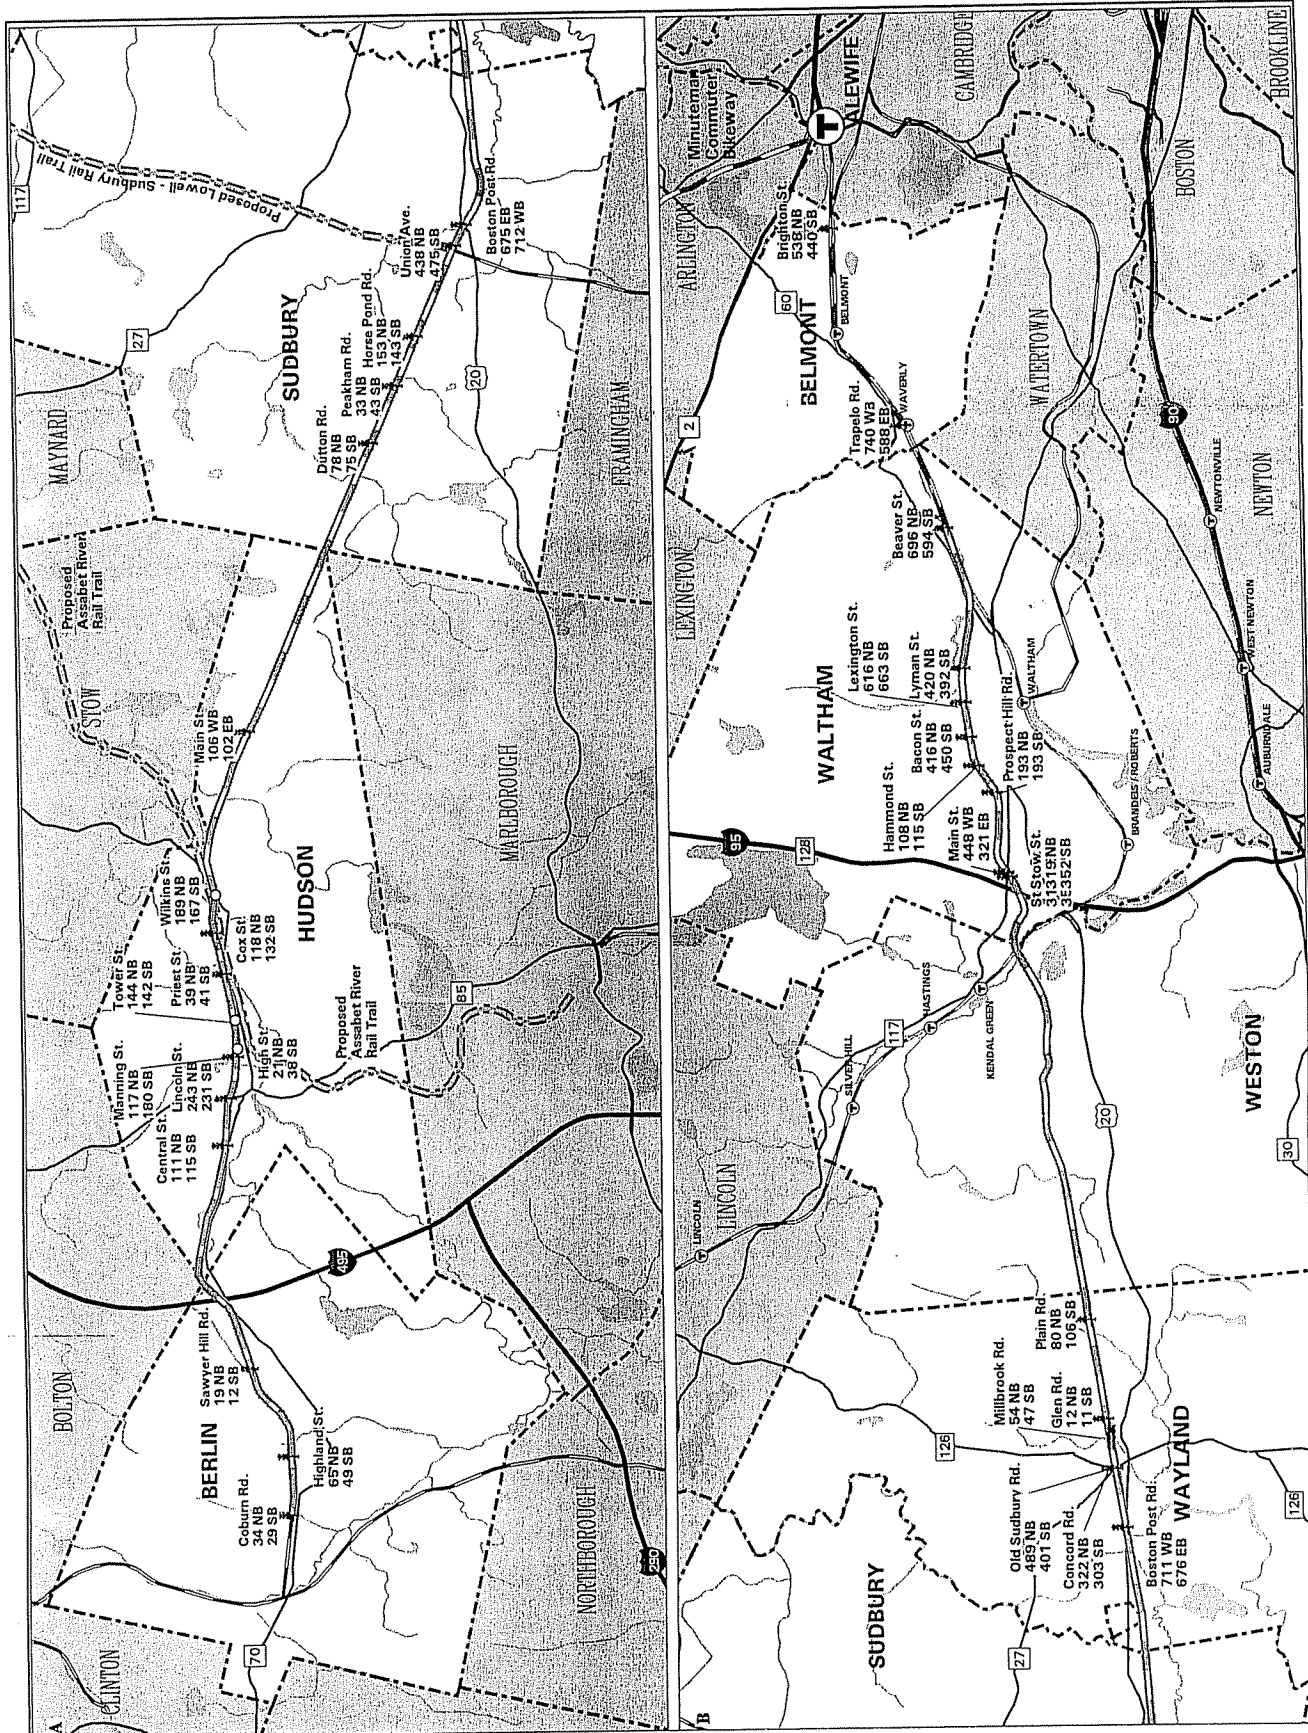 A
CLINTON
BOLTON
BERLIN
70
Coburn Rd.
34 NB
29 SB
Highland St.
65 NB
49 SB
Sawyer Hill Rd.
19 NB
12 SB
495
290
NORTHBOROUGH
Central St.
111 NB
115 SB
Manning St.
117 NB
180 SB
Lincoln St.
243 NB
231 SB
Tower St.
144 NB
142 SB
High St.
21 NB
38 SB
Priest St.
39 NB
41 SB
Wilkins St.
189 NB
167 SB
Cox St.
118 NB
132 SB
HUDSON
Proposed
Assabet River
Rail Trail
85
MARLBOROUGH
Main St.
106 WB
102 EB
STOW
Proposed
Assabet River
Rail Trail
MAYNARD
27
117
SUDBURY
Dutton Rd.
78 NB
75 SB
Peakham Rd.
33 NB
43 SB
Horse Pond Rd.
153 NB
143 SB
Union Ave.
438 NB
475 SB
Boston Post Rd.
675 EB
712 WB
Proposed Lowell - Sudbury Rail Trail
20
FRAMINGHAM
B
SUDBURY
27
Old Sudbury Rd.
489 NB
401 SB
Concord Rd.
322 NB
303 SB
Boston Post Rd.
711 WB
676 EB
WAYLAND
126
126
Millbrook Rd.
54 NB
47 SB
Glen Rd.
12 NB
11 SB
Plain Rd.
80 NB
106 SB
LINCOLN
LINCOLN
SILVER HILL
117
HASTINGS
KENDAL GREEN
20
30
WESTON
95
128
Main St.
448 WB
321 EB
Stow St.
319 NB
352 SB
Hammond St.
108 NB
115 SB
Prospect Hill Rd.
193 NB
193 SB
Bacon St.
416 NB
450 SB
Lyman St.
420 NB
392 SB
Lexington St.
616 NB
663 SB
WALTHAM
WALTHAM
BRANDEIS / ROBERTS
AUBURNDALE
WEST NEWTON
NEWTONVILLE
NEWTON
90
LEXINGTON
Beaver St.
696 NB
594 SB
Trapelo Rd.
740 WB
588 EB
WAVERLY
2
BELMONT
BELMONT
60
WATERTOWN
ARLINGTON
Brighton St.
538 NB
440 SB
Minuteman
Commuter
Bikeway
T
ALEWIFE
CAMBRIDGE
BOSTON
BROOKLINE